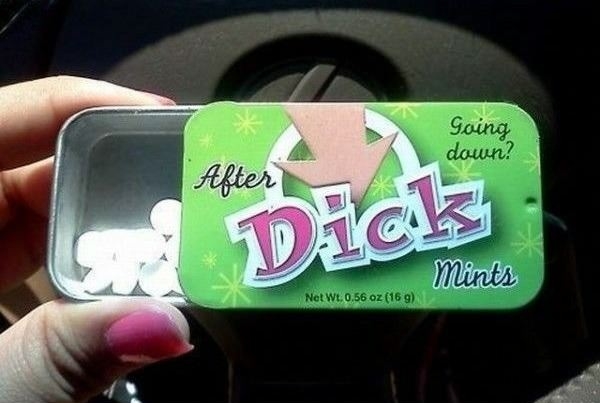 Going
down?
After
Dick
Mints
Net Wt. 0.56 oz (16 g)